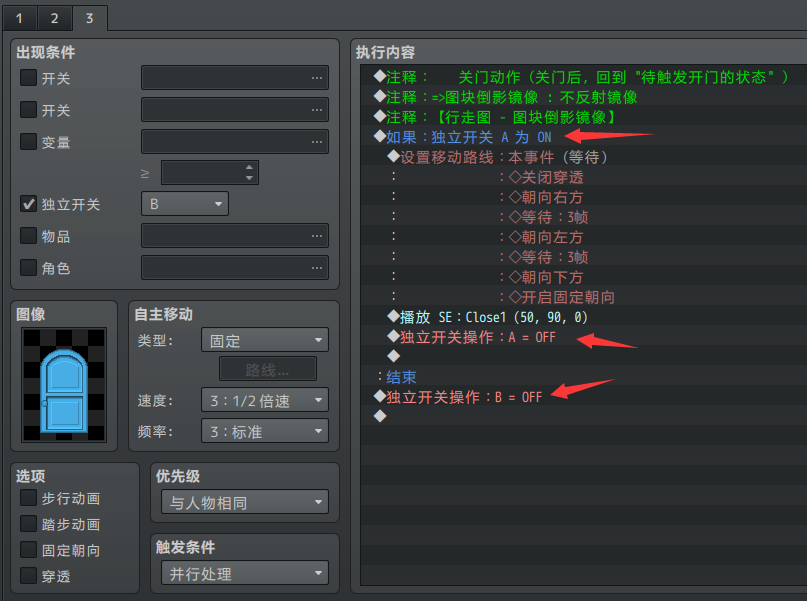 1 2 3
出现条件
开关 ...
开关 ...
变量 ...
≥
独立开关 B
物品 ...
角色 ...
图像
自主移动
类型: 固定
路线...
速度: 3：1/2倍速
频率: 3：标准
选项
步行动画
踏步动画
固定朝向
穿透
优先级
与人物相同
触发条件
并行处理
执行内容
◆注释： 关门动作（关门后, 回到 "待触发开门的状态" ）
◆注释：=>图块倒影镜像 : 不反射镜像
◆注释：【行走图 - 图块倒影镜像】
◆如果：独立开关 A 为 ON
◆设置移动路线：本事件 (等待)
： ：◇关闭穿透
： ：◇朝向右方
： ：◇等待：3帧
： ：◇朝向左方
： ：◇等待：3帧
： ：◇朝向下方
： ：◇开启固定朝向
◆播放 SE：Close1 (50, 90, 0)
◆独立开关操作：A = OFF
◆
：结束
◆独立开关操作：B = OFF
◆